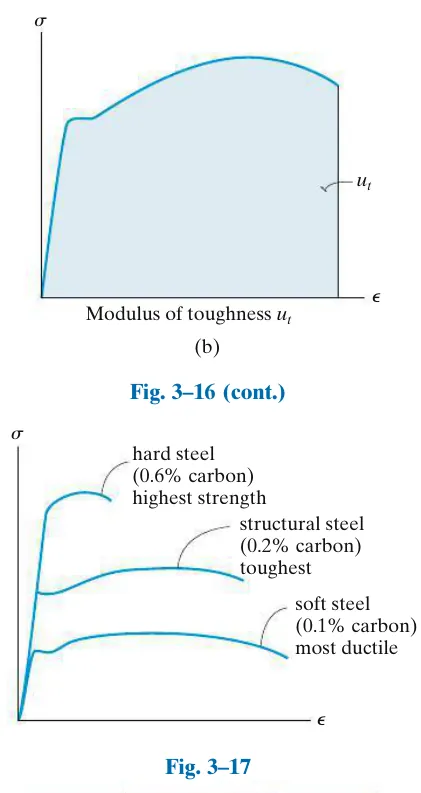 σ
u_t
ϵ
Modulus of toughness u_t
(b)
Fig. 3–16 (cont.)
σ
hard steel
(0.6% carbon)
highest strength
structural steel
(0.2% carbon)
toughest
soft steel
(0.1% carbon)
most ductile
ϵ
Fig. 3–17